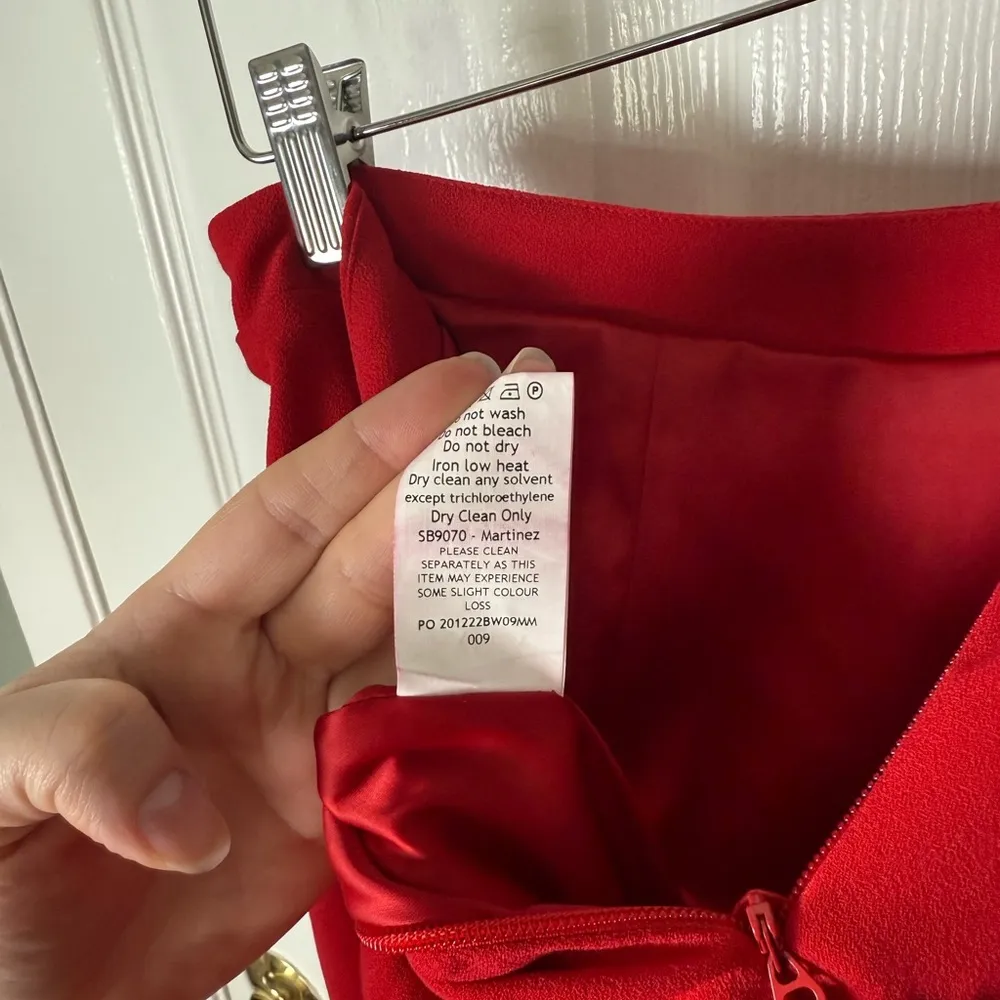 P
not wash
Do not bleach
Do not dry
Iron low heat
Dry clean any solvent
except trichloroethylene
Dry Clean Only
SB9070 - Martinez
PLEASE CLEAN
SEPARATELY AS THIS
ITEM MAY EXPERIENCE
SOME SLIGHT COLOUR
LOSS
PO 201222BW09MM
009